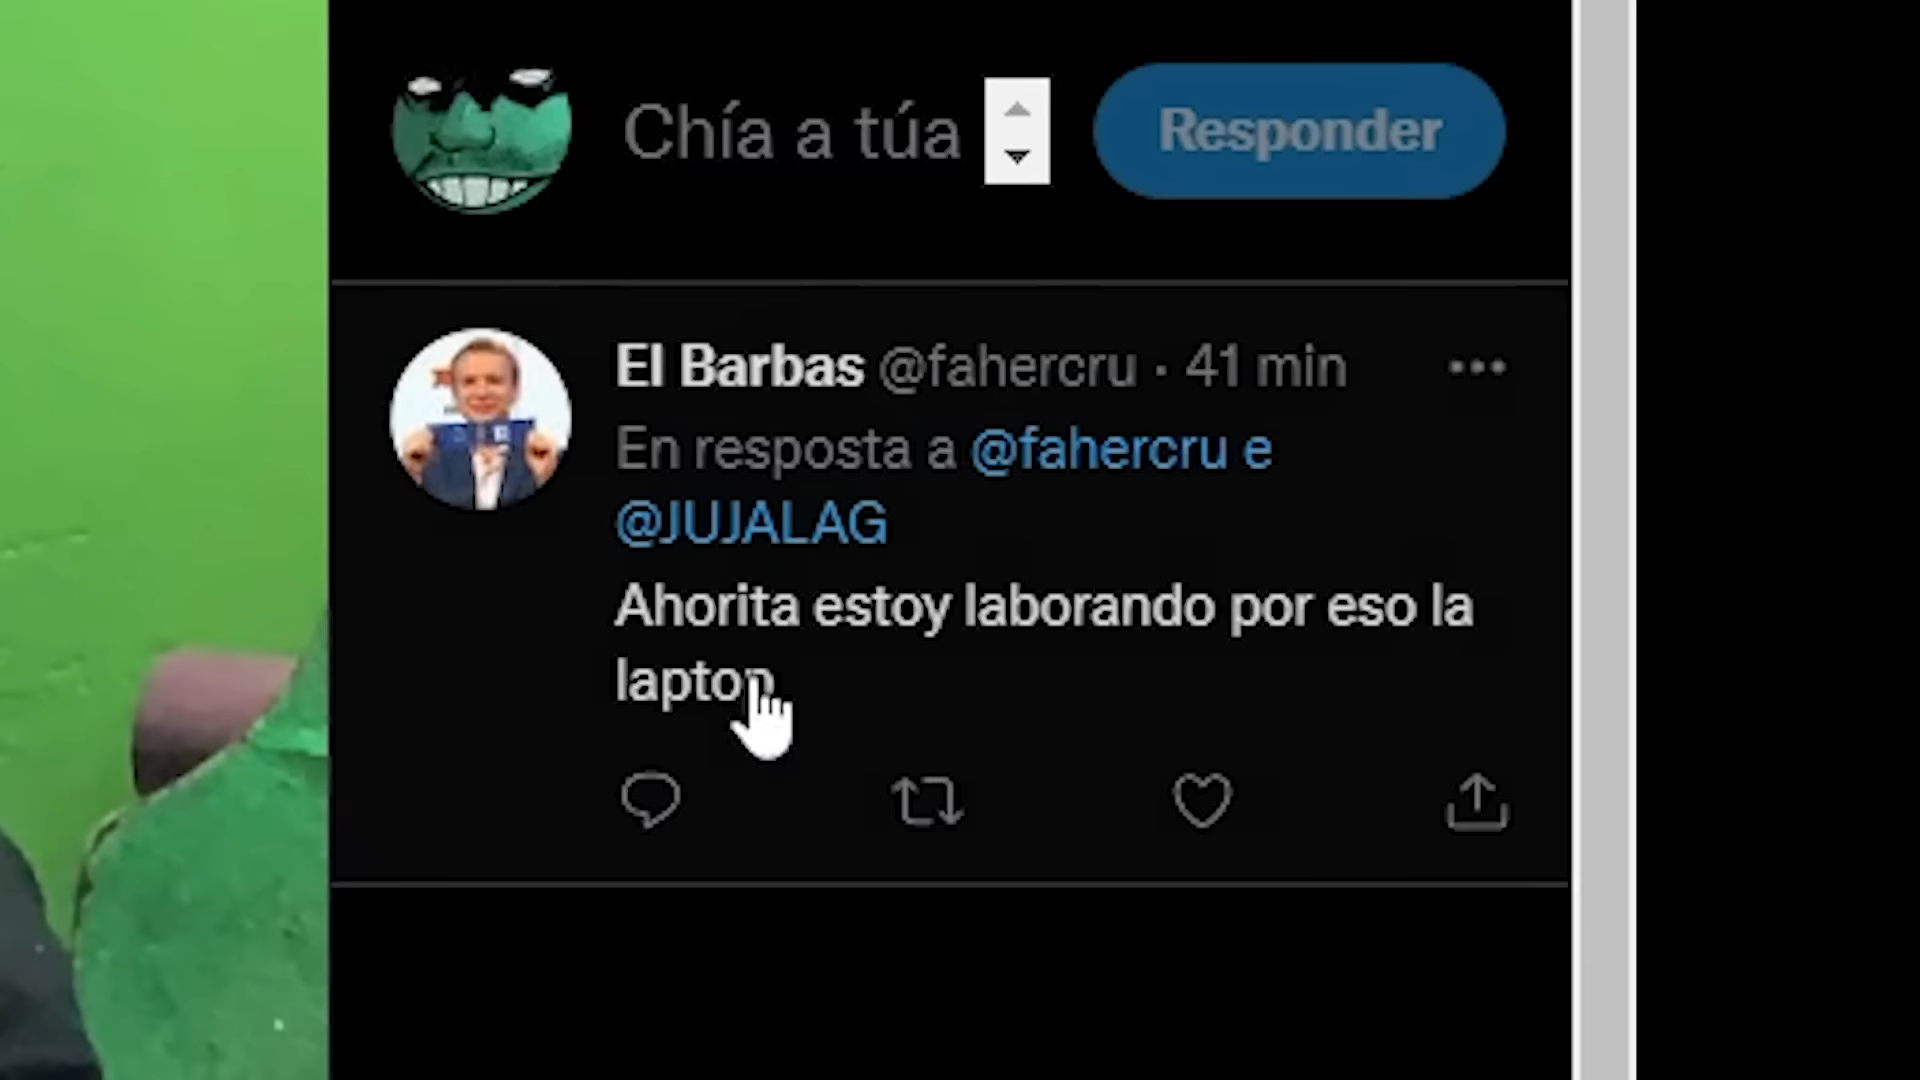 Chía a túa
Responder
El Barbas @fahercru · 41 min
En resposta a @fahercru e
@JUJALAG
Ahorita estoy laborando por eso la
laptop